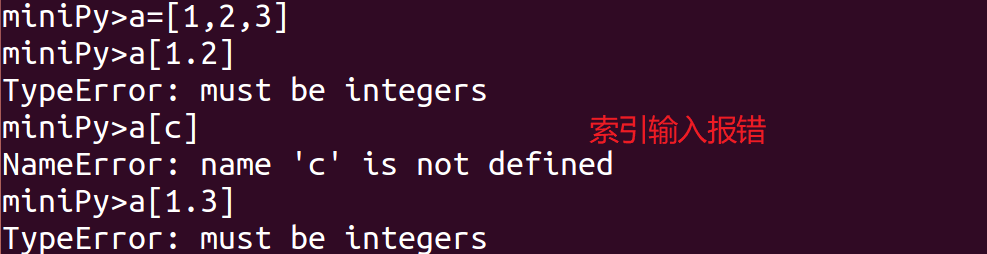 miniPy>a=[1,2,3]
miniPy>a[1.2]
TypeError: must be integers
miniPy>a[c]
索引输入报错
NameError: name 'c' is not defined
miniPy>a[1.3]
TypeError: must be integers